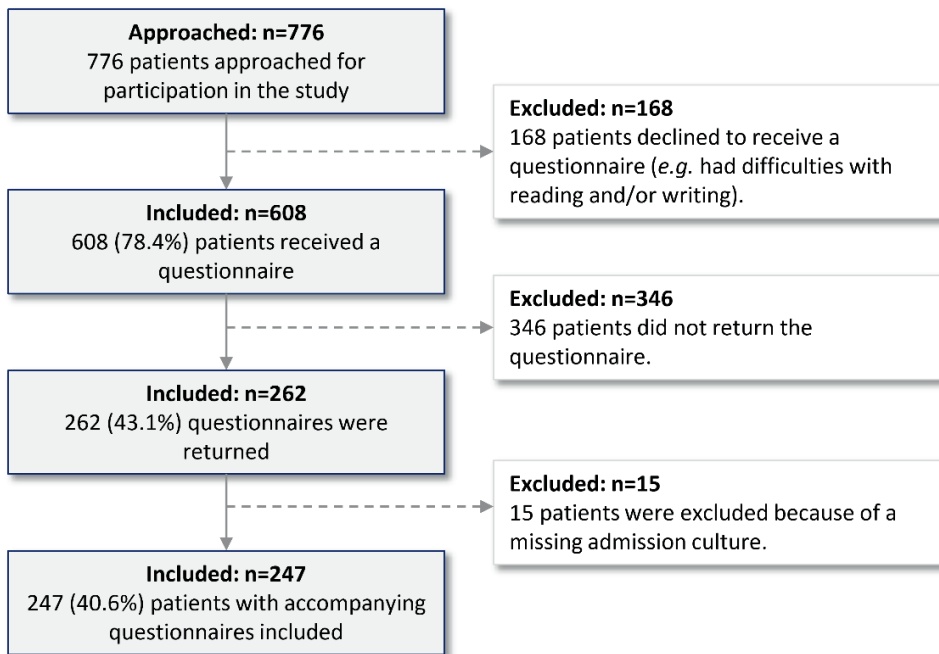 Approached: n=776
776 patients approached for
participation in the study
Excluded: n=168
168 patients declined to receive a
questionnaire (e.g. had difficulties with
reading and/or writing).
Included: n=608
608 (78.4%) patients received a
questionnaire
Excluded: n=346
346 patients did not return the
questionnaire.
Included: n=262
262 (43.1%) questionnaires were
returned
Excluded: n=15
15 patients were excluded because of a
missing admission culture.
Included: n=247
247 (40.6%) patients with accompanying
questionnaires included